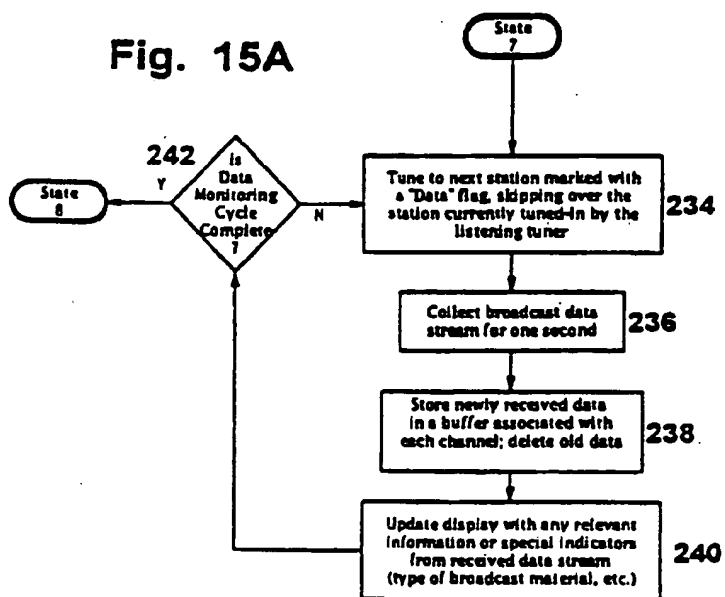 Fig. 15A
State
7
242
Is
Data
Monitoring
Cycle
Complete
?
Y
N
State
8
Tune to next station marked with
a "Data" flag, skipping over the
station currently tuned-in by the
listening tuner
234
Collect broadcast data
stream for one second
236
Store newly received data
in a buffer associated with
each channel; delete old data
238
Update display with any relevant
information or special indicators
from received data stream
(type of broadcast material, etc.)
240